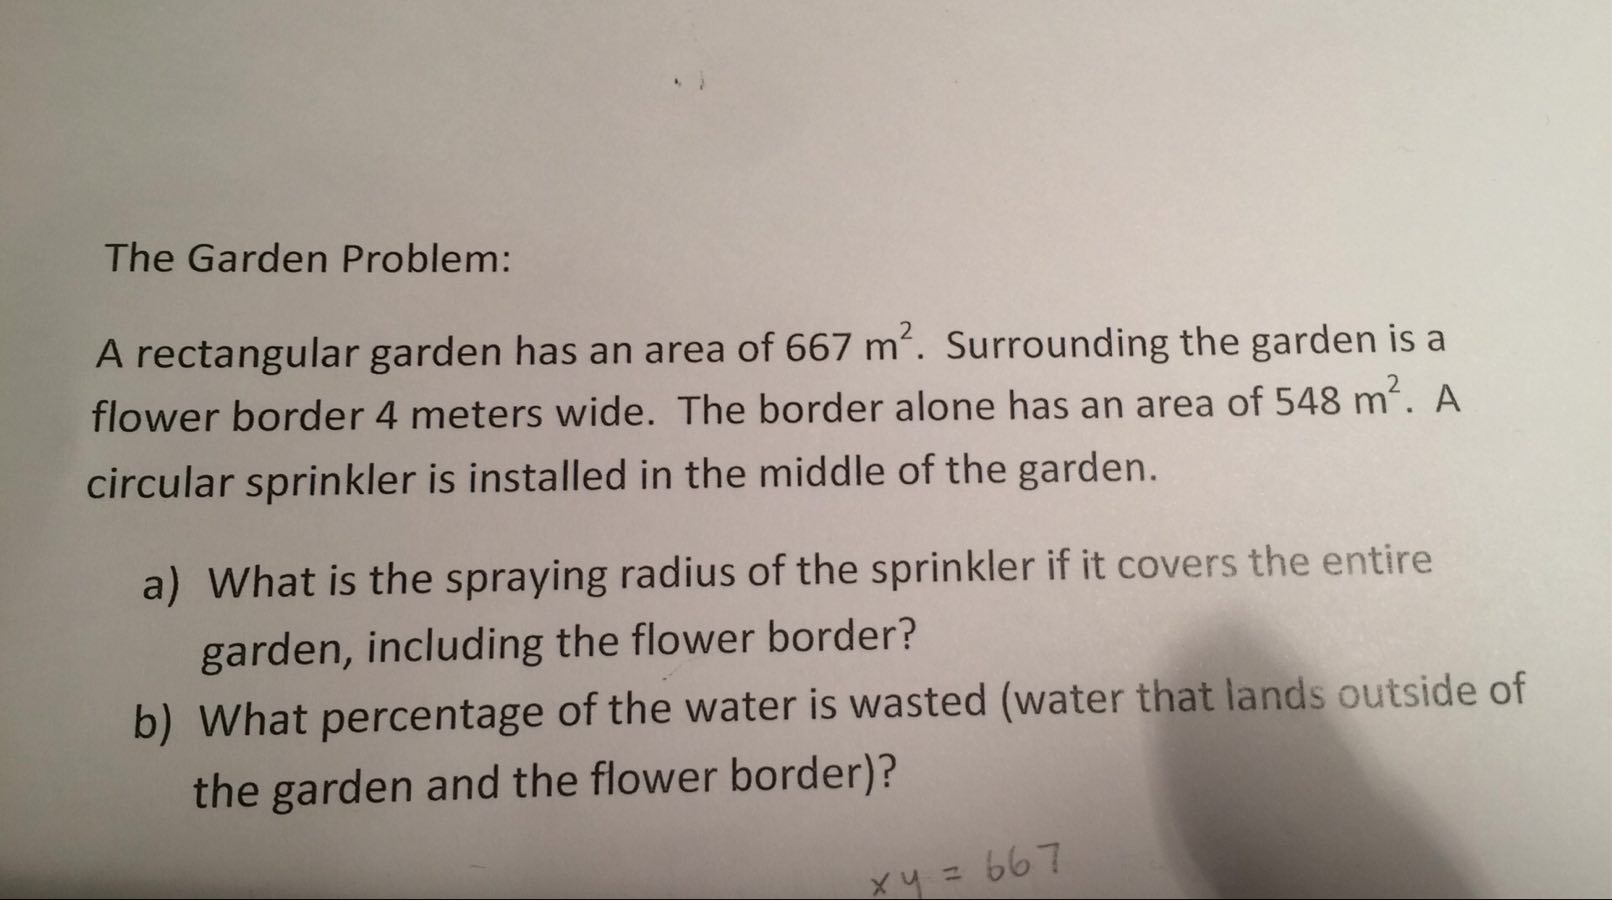 The Garden Problem:
A rectangular garden has an area of 667 m². Surrounding the garden is a
flower border 4 meters wide. The border alone has an area of 548 m². A
circular sprinkler is installed in the middle of the garden.
a) What is the spraying radius of the sprinkler if it covers the entire
garden, including the flower border?
b) What percentage of the water is wasted (water that lands outside of
the garden and the flower border)?
xy = 667